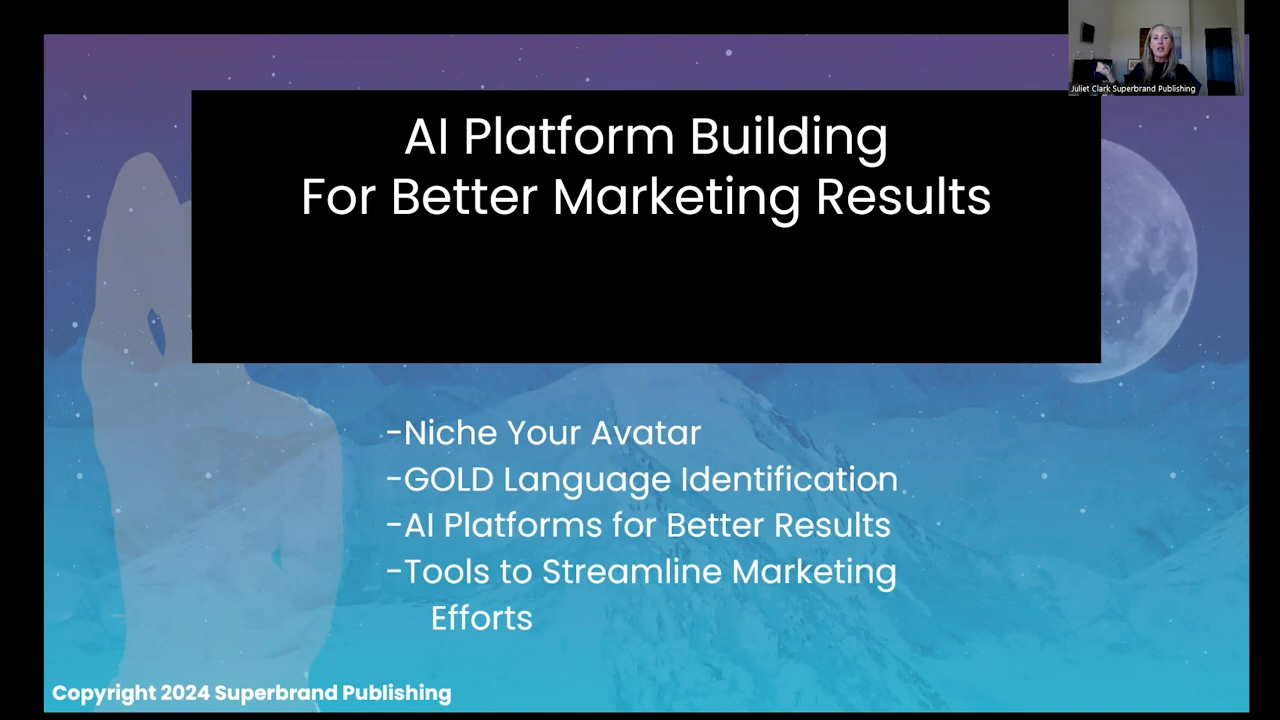 Juliet Clark Superbrand Publishing
AI Platform Building
For Better Marketing Results
-Niche Your Avatar
-GOLD Language Identification
-AI Platforms for Better Results
-Tools to Streamline Marketing
Efforts
Copyright 2024 Superbrand Publishing